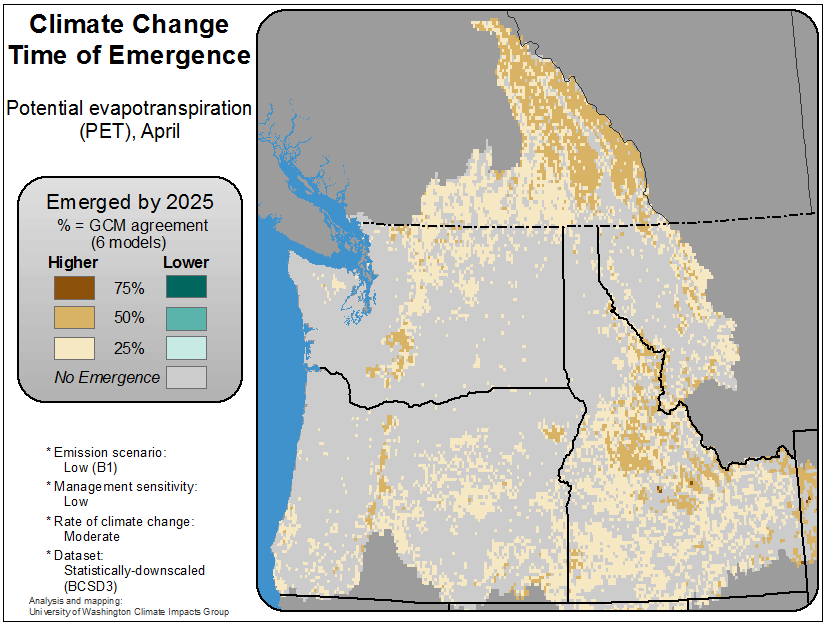 Climate Change
Time of Emergence
Potential evapotranspiration
(PET), April
Emerged by 2025
% = GCM agreement
(6 models)
Higher Lower
75%
50%
25%
No Emergence
* Emission scenario:
Low (B1)
* Management sensitivity:
Low
* Rate of climate change:
Moderate
* Dataset:
Statistically-downscaled
(BCSD3)
Analysis and mapping:
University of Washington Climate Impacts Group